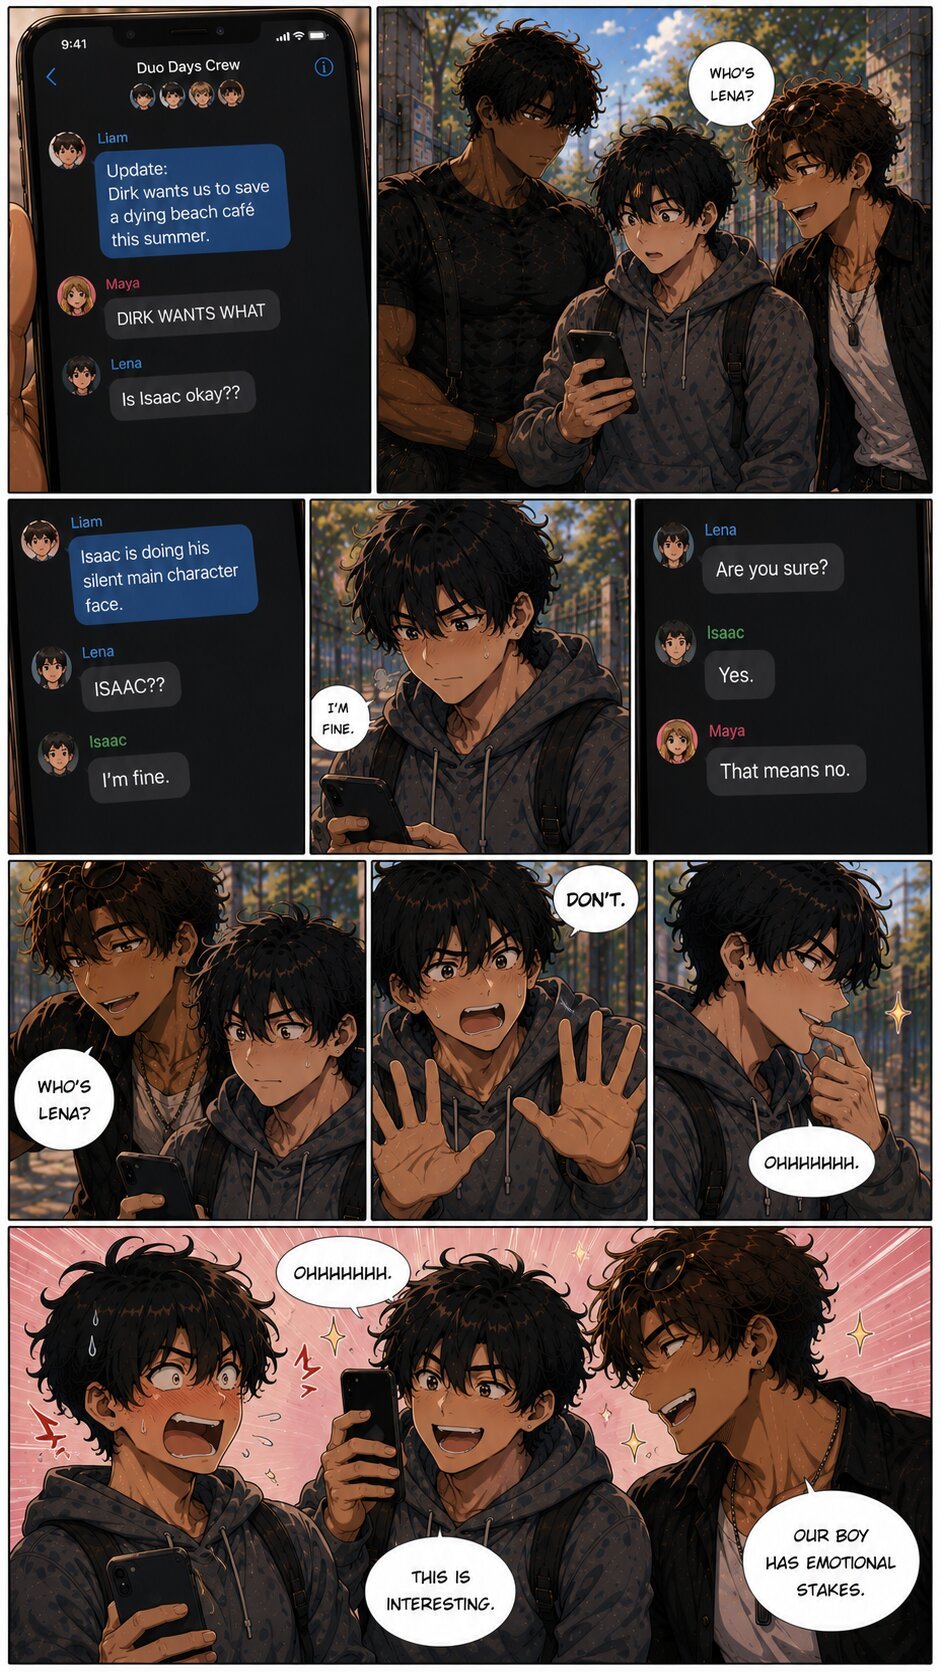 9:41
Duo Days Crew
Liam
Update:
Dirk wants us to save
a dying beach café
this summer.
Maya
DIRK WANTS WHAT
Lena
Is Isaac okay??
WHO'S
LENA?
Liam
Isaac is doing his
silent main character
face.
Lena
ISAAC??
Isaac
I'm fine.
I'M
FINE.
Lena
Are you sure?
Isaac
Yes.
Maya
That means no.
WHO'S
LENA?
DON'T.
OHHHHHHH.
OHHHHHHH.
THIS IS
INTERESTING.
OUR BOY
HAS EMOTIONAL
STAKES.